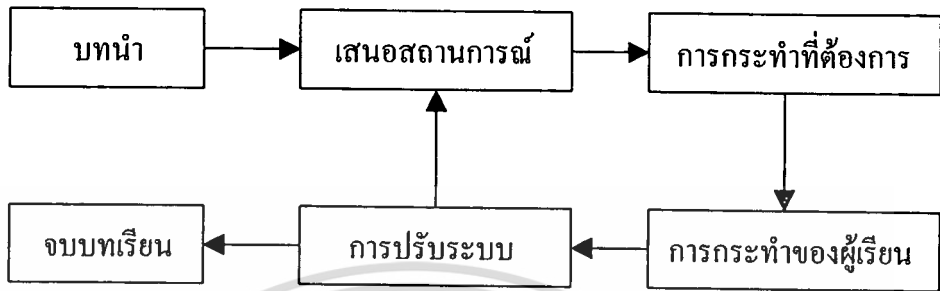 บทนำ
เสนอสถานการณ์
การกระทำที่ต้องการ
จบบทเรียน
การปรับระบบ
การกระทำของผู้เรียน